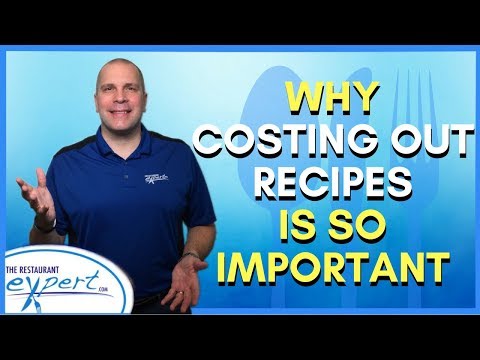 WHY
COSTING OUT
RECIPES
IS SO
IMPORTANT
THE RESTAURANT
expert
.com